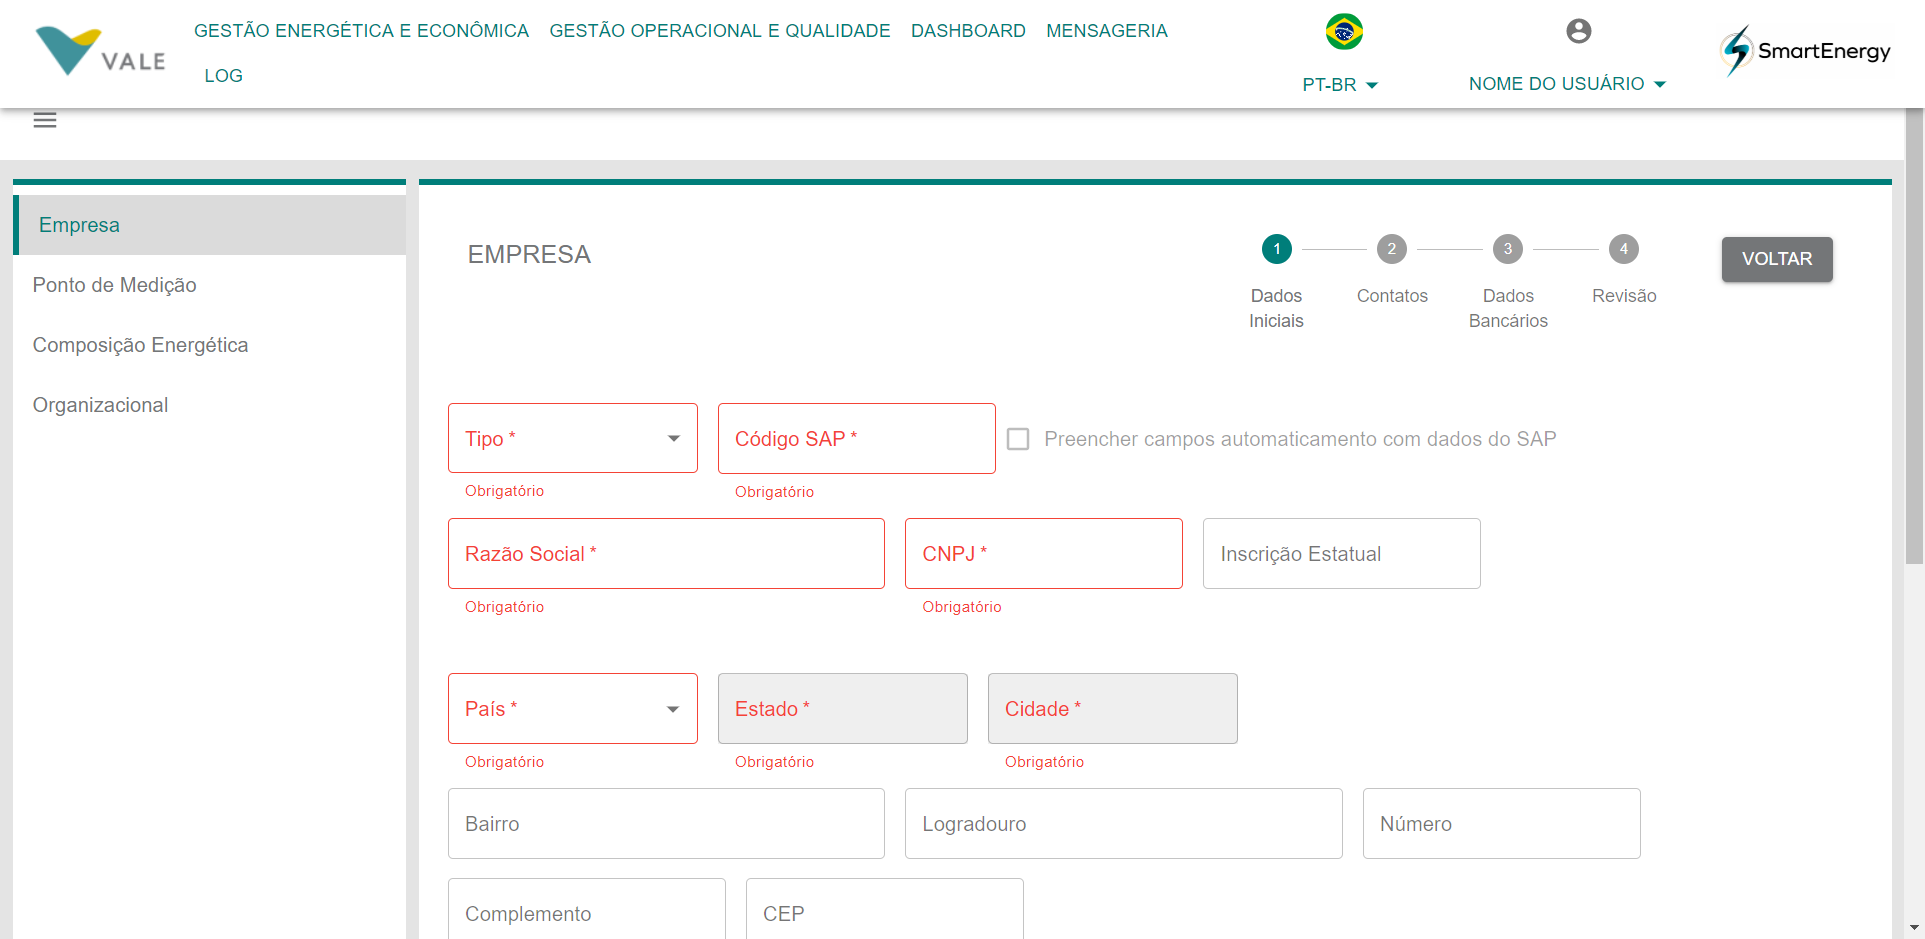 VALE
GESTÃO ENERGÉTICA E ECONÔMICA GESTÃO OPERACIONAL E QUALIDADE DASHBOARD MENSAGERIA
LOG
PT-BR
NOME DO USUÁRIO
SmartEnergy
Empresa
Ponto de Medição
Composição Energética
Organizacional
EMPRESA
1 2 3 4
Dados Iniciais
Contatos
Dados Bancários
Revisão
VOLTAR
Tipo * Código SAP * Preencher campos automaticamento com dados do SAP
Obrigatório Obrigatório
Razão Social * CNPJ * Inscrição Estatual
Obrigatório Obrigatório
País * Estado * Cidade *
Obrigatório Obrigatório Obrigatório
Bairro Logradouro Número
Complemento CEP